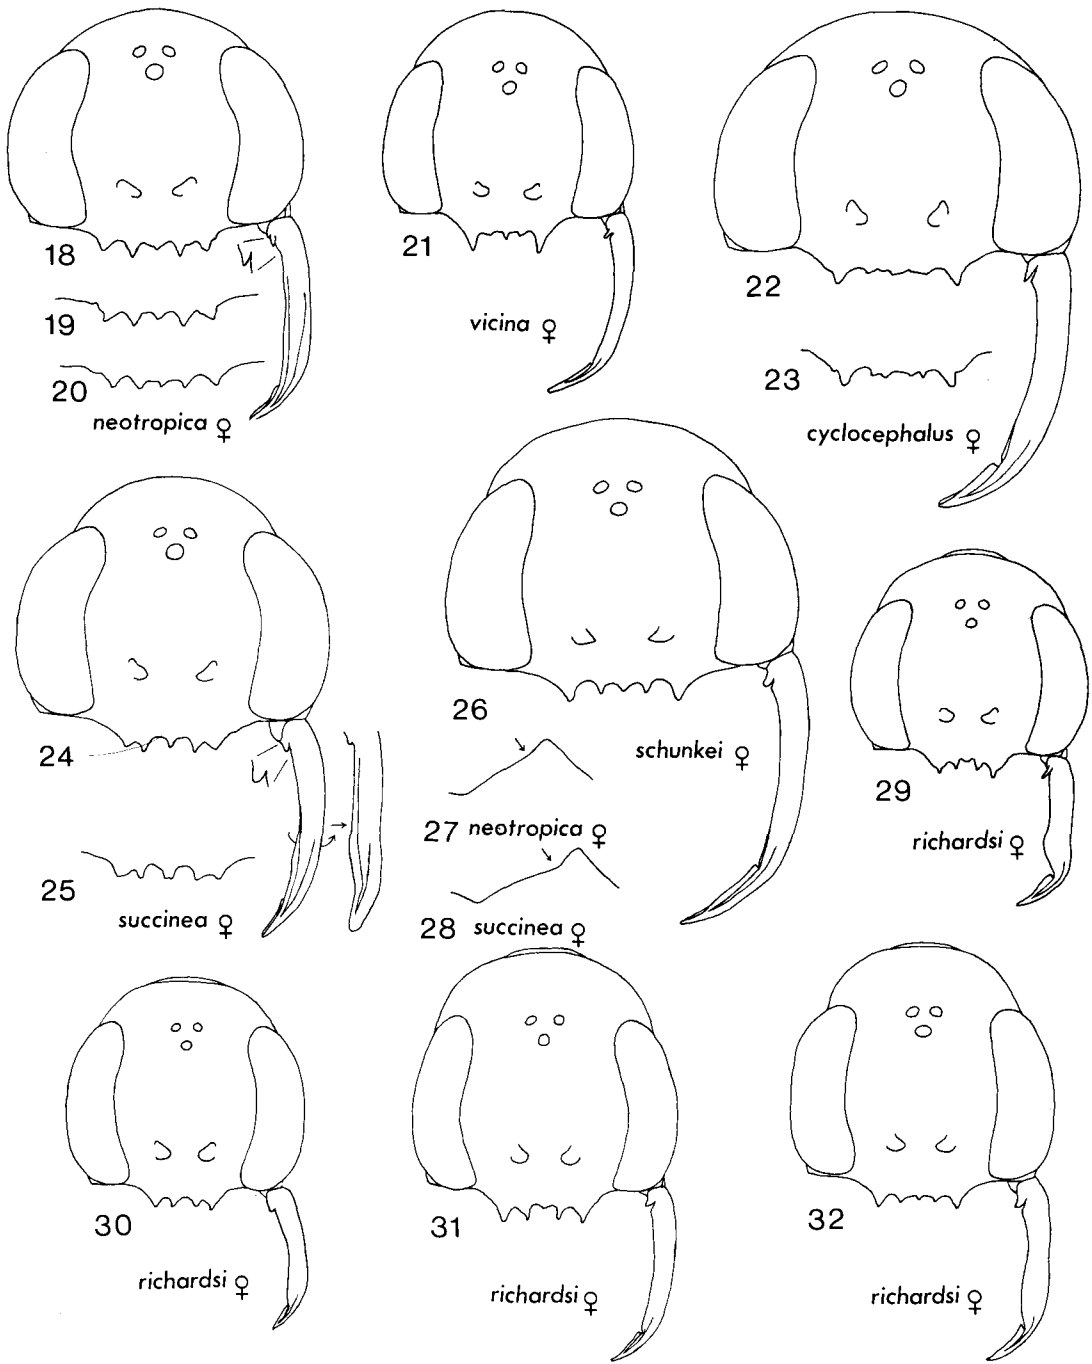 18
19
20
neotropica ♀
21
vicina ♀
22
23
cyclocephalus ♀
24
25
succinea ♀
26
schunkei ♀
27 neotropica ♀
28 succinea ♀
29
richardsi ♀
30
richardsi ♀
31
richardsi ♀
32
richardsi ♀